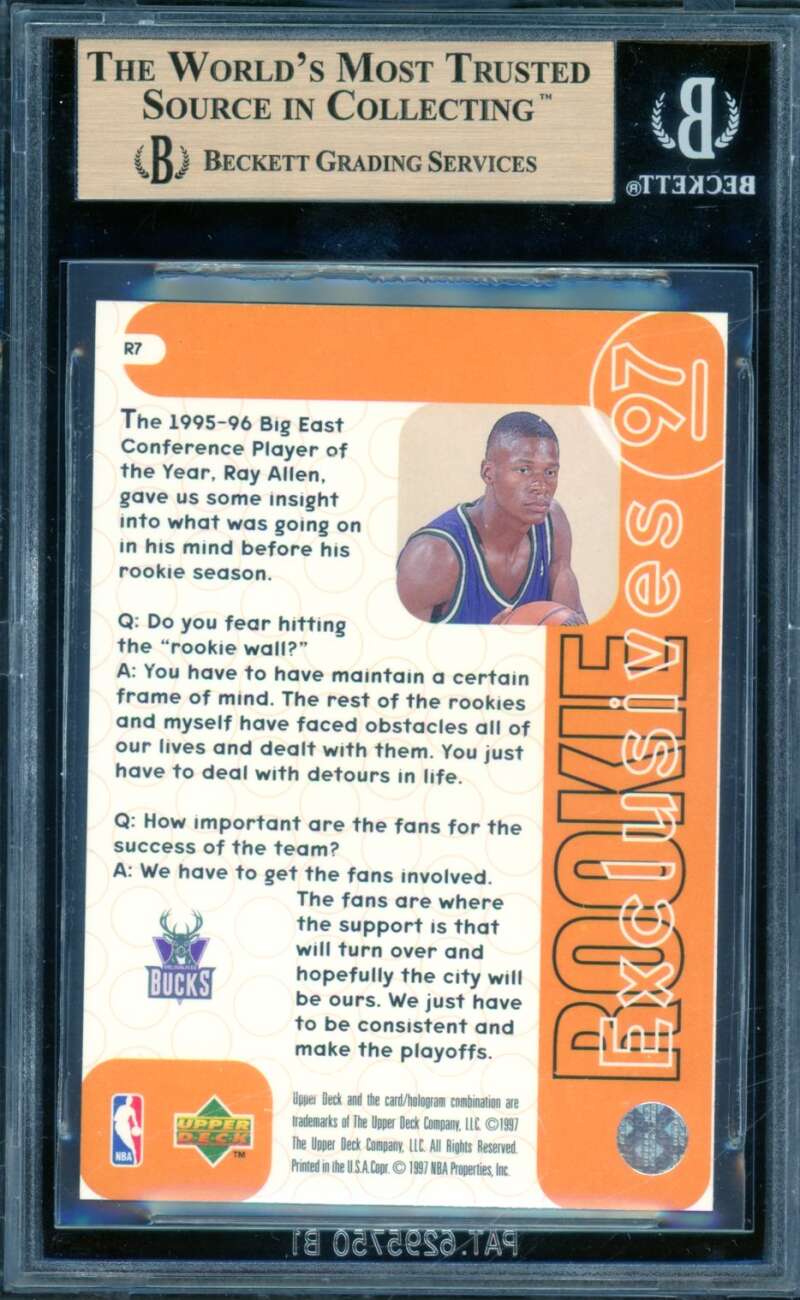 THE WORLD'S MOST TRUSTED
SOURCE IN COLLECTING™
B BECKETT GRADING SERVICES
B
BECKETT®
R7
97
The 1995-96 Big East
Conference Player of
the Year, Ray Allen,
gave us some insight
into what was going on
in his mind before his
rookie season.
Q: Do you fear hitting
the "rookie wall?"
A: You have to have maintain a certain
frame of mind. The rest of the rookies
and myself have faced obstacles all of
our lives and dealt with them. You just
have to deal with detours in life.
Q: How important are the fans for the
success of the team?
A: We have to get the fans involved.
The fans are where
the support is that
will turn over and
hopefully the city will
be ours. We just have
to be consistent and
make the playoffs.
ROOKIE
Exclusives
BUCKS
NBA
UPPER
DECK
™
Upper Deck and the card/hologram combination are
trademarks of The Upper Deck Company, LLC. ©1997
The Upper Deck Company, LLC. All Rights Reserved.
Printed in the U.S.A. Copr. © 1997 NBA Properties, Inc.
PAT. 6295750 B1